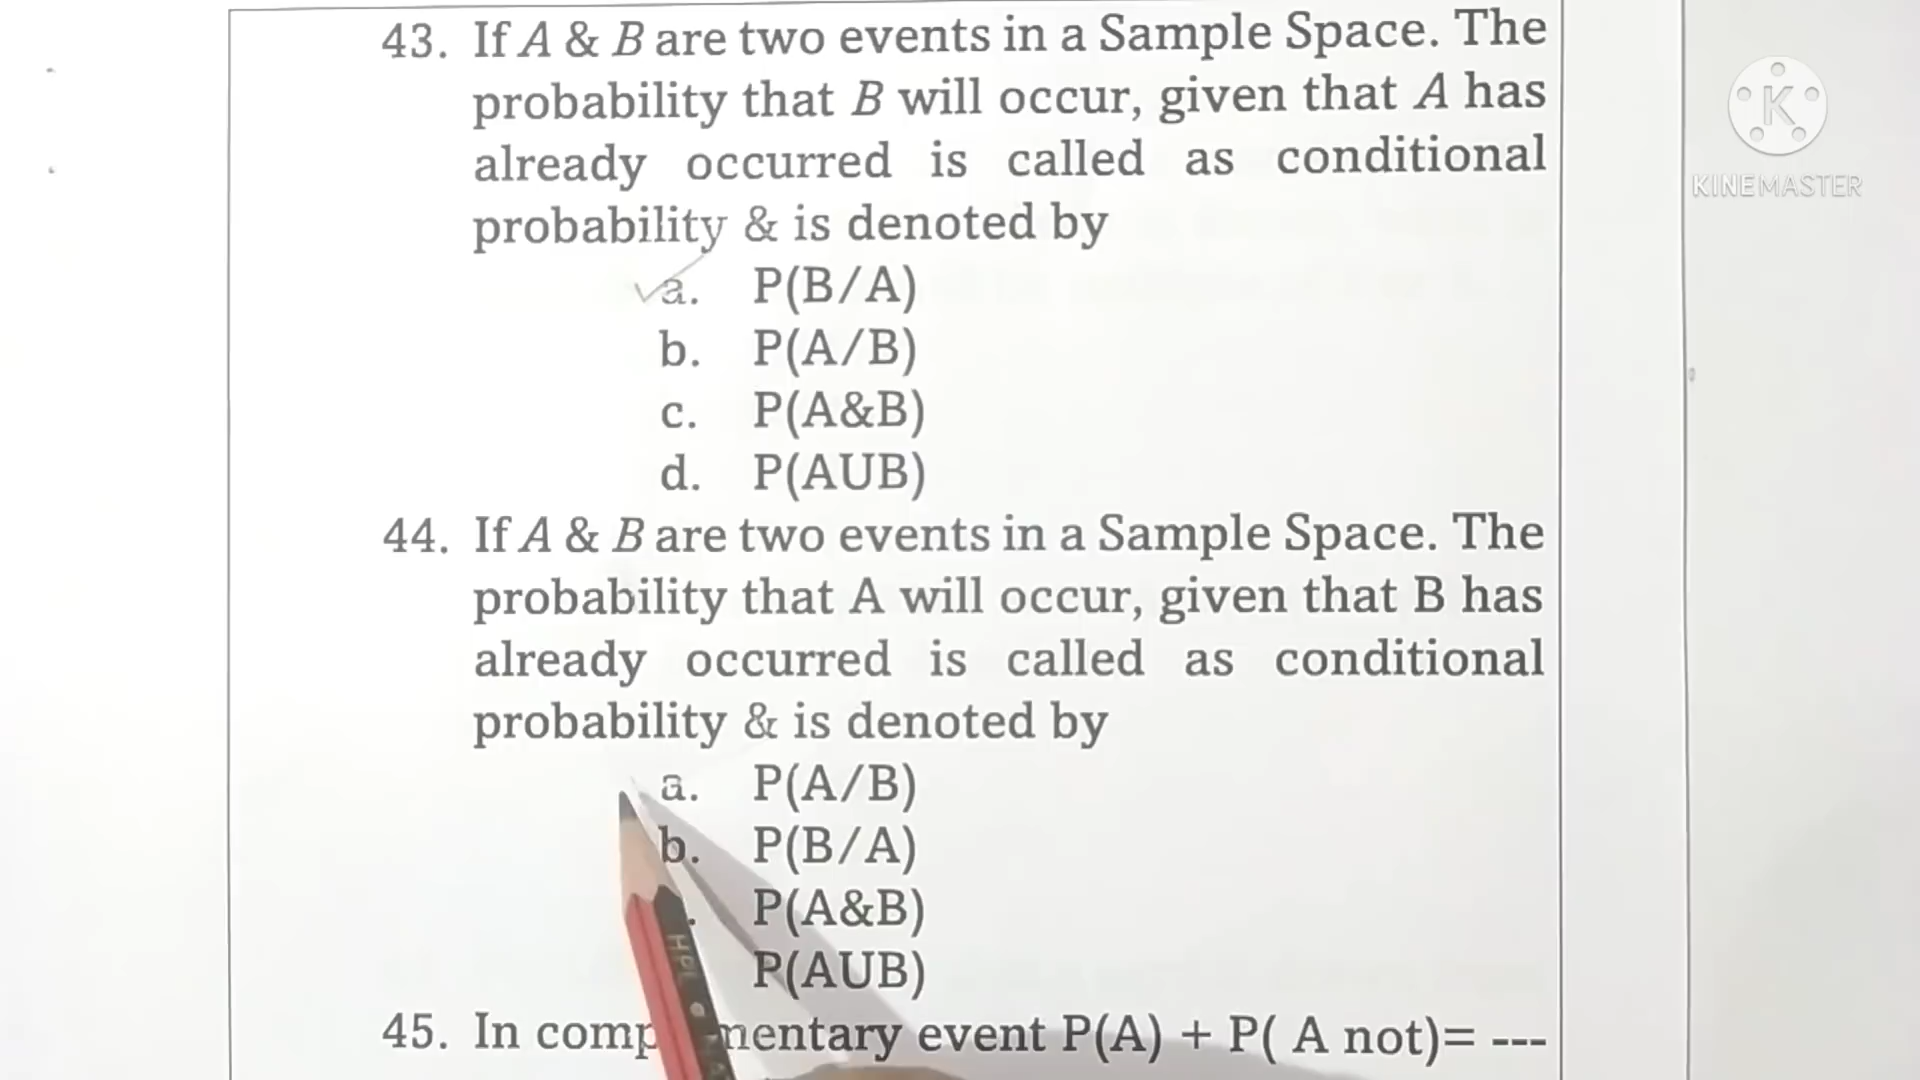 43. If A & B are two events in a Sample Space. The
probability that B will occur, given that A has
already occurred is called as conditional
probability & is denoted by
a. P(B/A)
b. P(A/B)
c. P(A&B)
d. P(AUB)
44. If A & B are two events in a Sample Space. The
probability that A will occur, given that B has
already occurred is called as conditional
probability & is denoted by
a. P(A/B)
b. P(B/A)
P(A&B)
P(AUB)
45. In event P(A) + P( A not)= ---
K
KINEMASTER